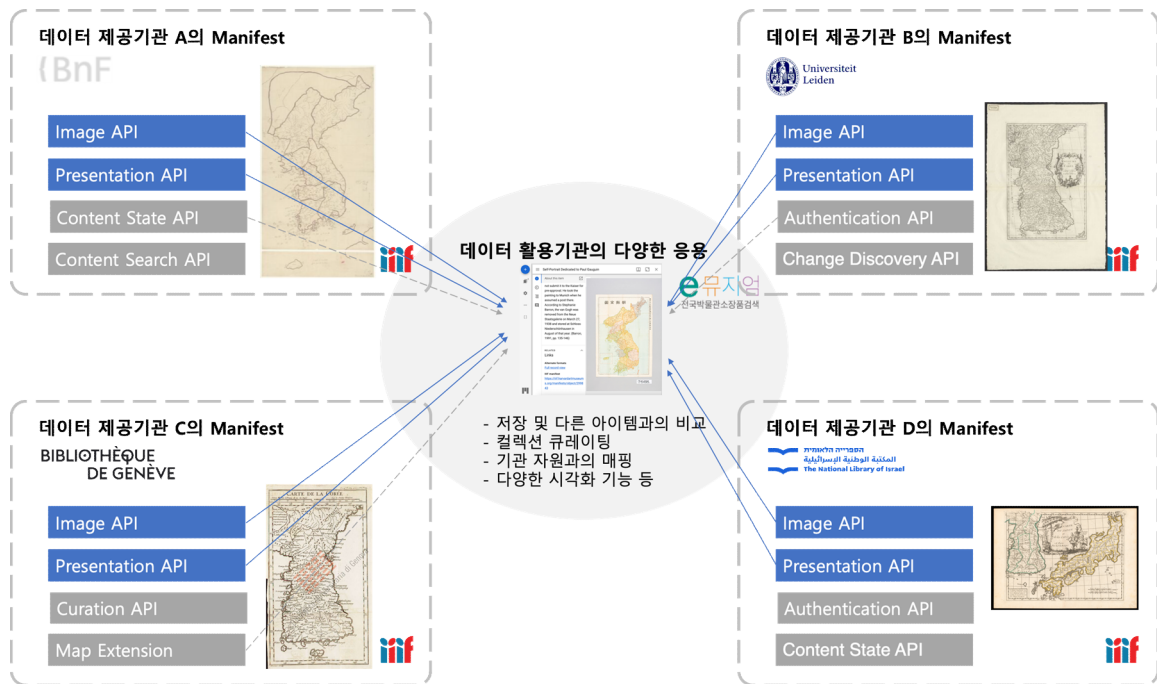 데이터 제공기관 A의 Manifest
{BnF
Image API
Presentation API
Content State API
Content Search API
iiif
데이터 제공기관 B의 Manifest
Universiteit
Leiden
Image API
Presentation API
Authentication API
Change Discovery API
iiif
데이터 활용기관의 다양한 응용
Self-Portrait Dedicated to Paul Gauguin
e뮤지엄
전국박물관소장품검색
- 저장 및 다른 아이템과의 비교
- 컬렉션 큐레이팅
- 기관 자원과의 매핑
- 다양한 시각화 기능 등
데이터 제공기관 C의 Manifest
BIBLIOTHÈQUE
DE GENÈVE
Image API
Presentation API
Curation API
Map Extension
CARTE DE LA COREE
iiif
데이터 제공기관 D의 Manifest
הספרייה הלאומית
المكتبة الوطنية الإسرائيلية
The National Library of Israel
Image API
Presentation API
Authentication API
Content State API
iiif